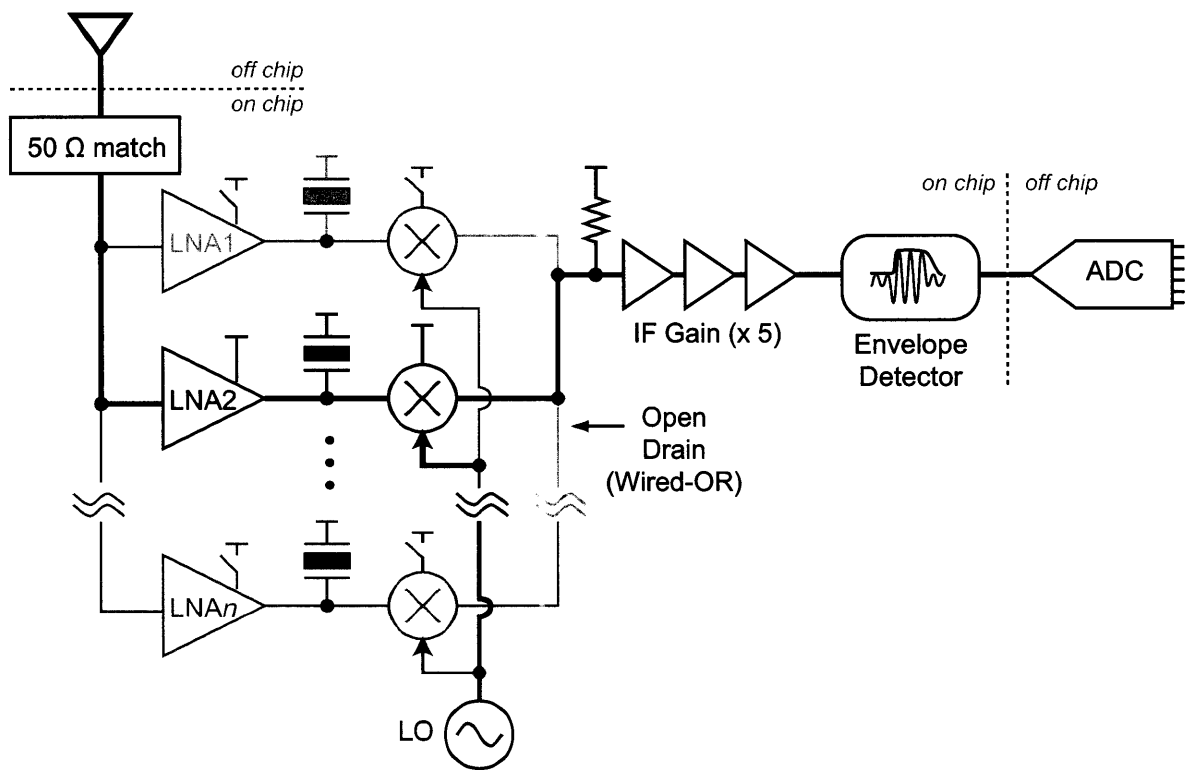 off chip
on chip
50 Ω match
LNA1
on chip
off chip
ADC
IF Gain (x 5)
Envelope
Detector
LNA2
Open
Drain
(Wired-OR)
LNAn
LO